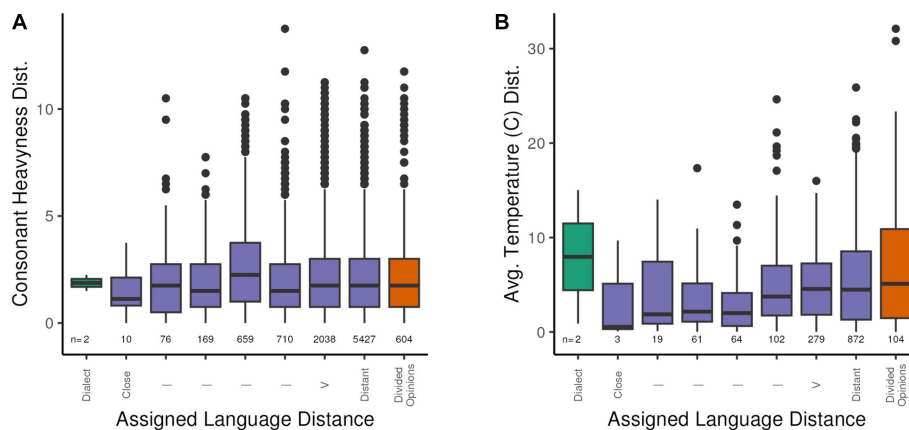 A
Consonant Heavyness Dist.
10
5
0
n=2 10 76 169 659 710 2038 5427 604
Dialect
Close
|
|
|
|
V
Distant
Divided
Opinions
Assigned Language Distance
B
Avg. Temperature (C) Dist.
30
20
10
0
n=2 3 19 61 64 102 279 872 104
Dialect
Close
|
|
|
|
V
Distant
Divided
Opinions
Assigned Language Distance